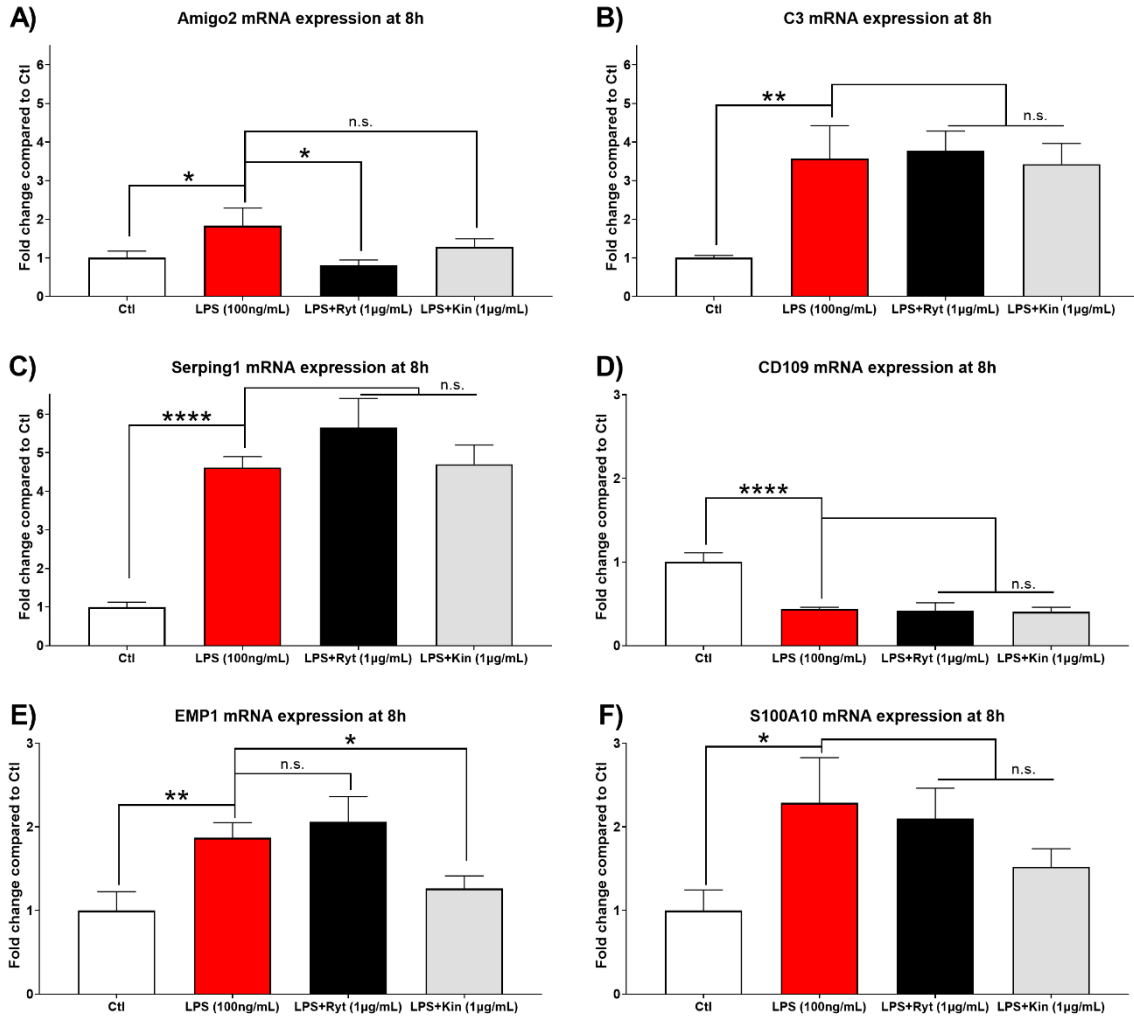 A)
Amigo2 mRNA expression at 8h
Fold change compared to Ctl
6
5
4
3
2
1
0
n.s.
*
*
Ctl
LPS (100ng/mL)
LPS+Ryt (1µg/mL)
LPS+Kin (1µg/mL)
B)
C3 mRNA expression at 8h
Fold change compared to Ctl
6
5
4
3
2
1
0
**
n.s.
Ctl
LPS (100ng/mL)
LPS+Ryt (1µg/mL)
LPS+Kin (1µg/mL)
C)
Serping1 mRNA expression at 8h
Fold change compared to Ctl
6
5
4
3
2
1
0
****
n.s.
Ctl
LPS (100ng/mL)
LPS+Ryt (1µg/mL)
LPS+Kin (1µg/mL)
D)
CD109 mRNA expression at 8h
Fold change compared to Ctl
3
2
1
0
****
n.s.
Ctl
LPS (100ng/mL)
LPS+Ryt (1µg/mL)
LPS+Kin (1µg/mL)
E)
EMP1 mRNA expression at 8h
Fold change compared to Ctl
3
2
1
0
*
n.s.
**
Ctl
LPS (100ng/mL)
LPS+Ryt (1µg/mL)
LPS+Kin (1µg/mL)
F)
S100A10 mRNA expression at 8h
Fold change compared to Ctl
3
2
1
0
*
n.s.
Ctl
LPS (100ng/mL)
LPS+Ryt (1µg/mL)
LPS+Kin (1µg/mL)